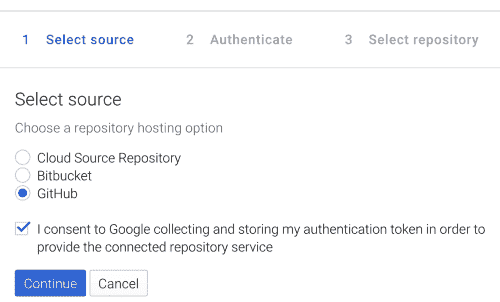 1 Select source 2 Authenticate 3 Select repository
Select source
Choose a repository hosting option
Cloud Source Repository
Bitbucket
GitHub
I consent to Google collecting and storing my authentication token in order to
provide the connected repository service
Continue Cancel